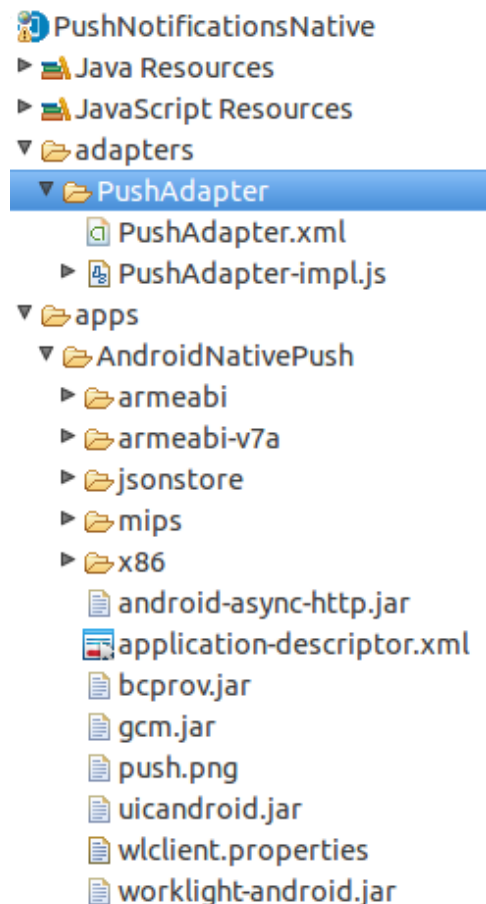 PushNotificationsNative
Java Resources
JavaScript Resources
adapters
PushAdapter
PushAdapter.xml
PushAdapter-impl.js
apps
AndroidNativePush
armeabi
armeabi-v7a
jsonstore
mips
x86
android-async-http.jar
application-descriptor.xml
bcprov.jar
gcm.jar
push.png
uicandroid.jar
wlclient.properties
worklight-android.jar